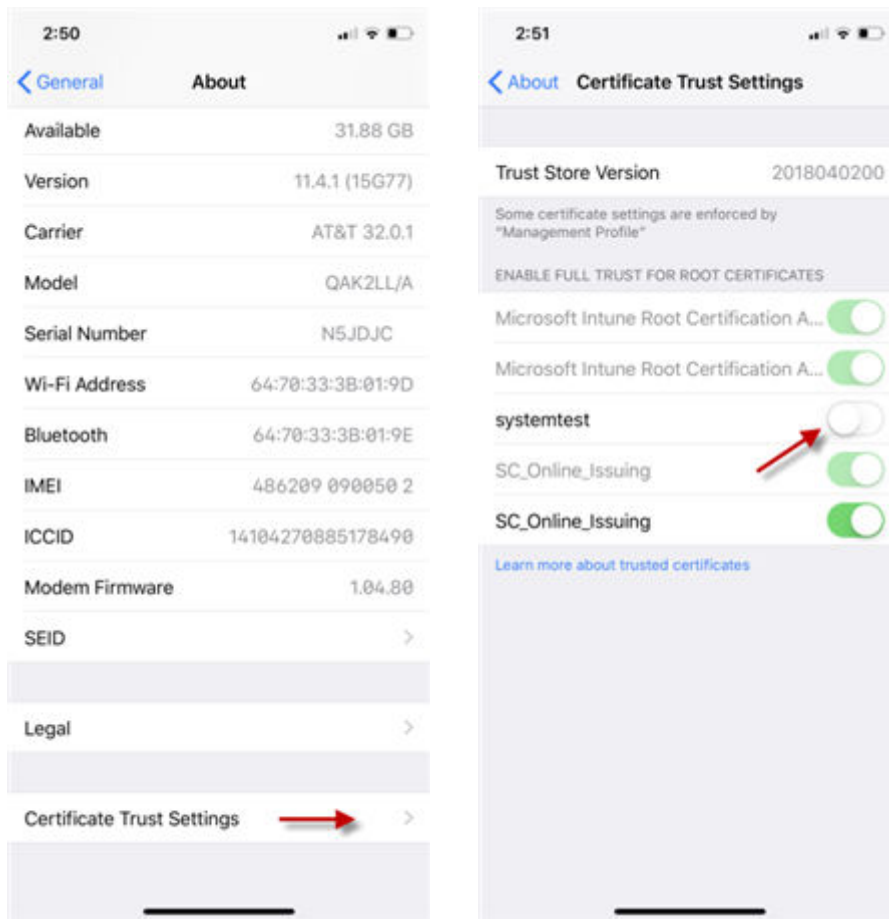 2:50
General About
Available 31.88 GB
Version 11.4.1 (15G77)
Carrier AT&T 32.0.1
Model QAK2LL/A
Serial Number N5JDJC
Wi-Fi Address 64:70:33:3B:01:9D
Bluetooth 64:70:33:3B:01:9E
IMEI 486209 090050 2
ICCID 14104270885178490
Modem Firmware 1.04.80
SEID
Legal
Certificate Trust Settings
2:51
About Certificate Trust Settings
Trust Store Version 2018040200
Some certificate settings are enforced by
"Management Profile"
ENABLE FULL TRUST FOR ROOT CERTIFICATES
Microsoft Intune Root Certification A...
Microsoft Intune Root Certification A...
systemtest
SC_Online_Issuing
SC_Online_Issuing
Learn more about trusted certificates